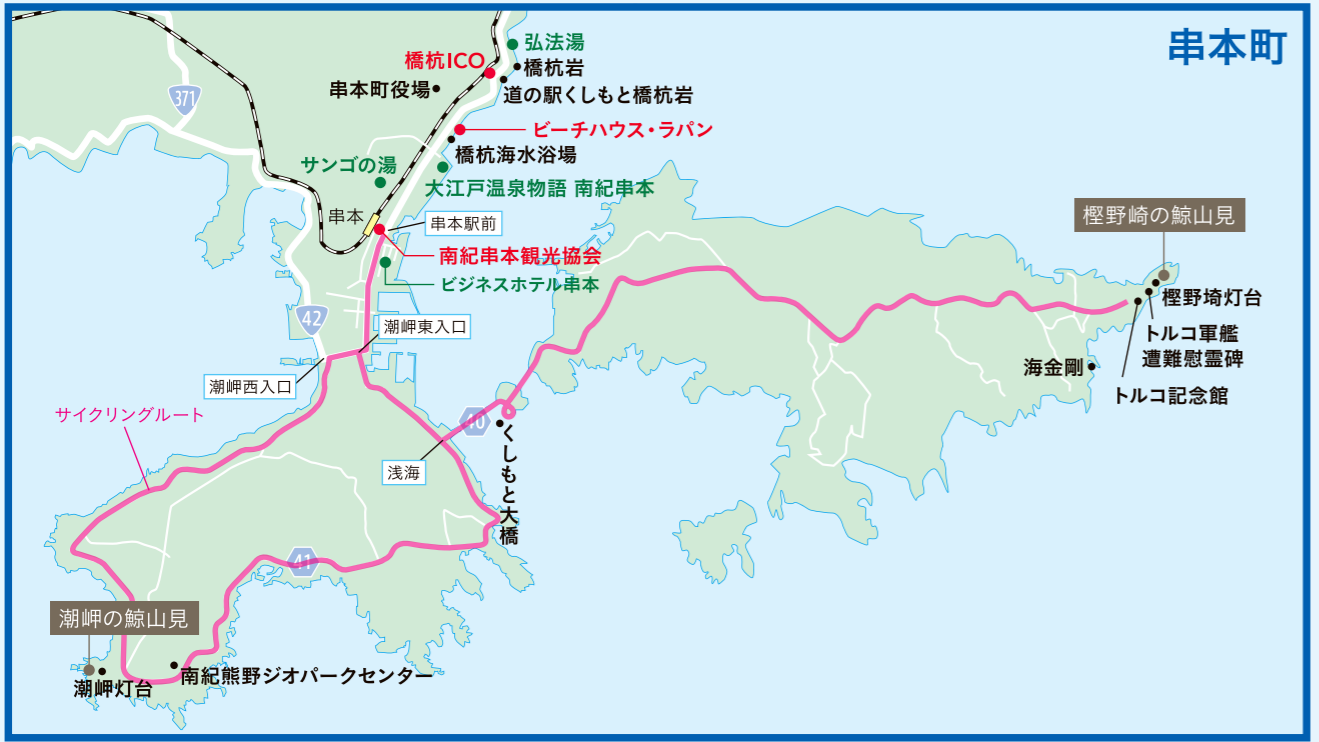 串本町
弘法湯
橋杭ICO
橋杭岩
串本町役場
道の駅くしもと橋杭岩
371
ビーチハウス・ラパン
橋杭海水浴場
サンゴの湯
大江戸温泉物語 南紀串本
串本
串本駅前
樫野崎の鯨山見
南紀串本観光協会
ビジネスホテル串本
樫野埼灯台
42
潮岬東入口
トルコ軍艦
遭難慰霊碑
海金剛
潮岬西入口
トルコ記念館
サイクリングルート
40
くしもと大橋
浅海
41
潮岬の鯨山見
南紀熊野ジオパークセンター
潮岬灯台